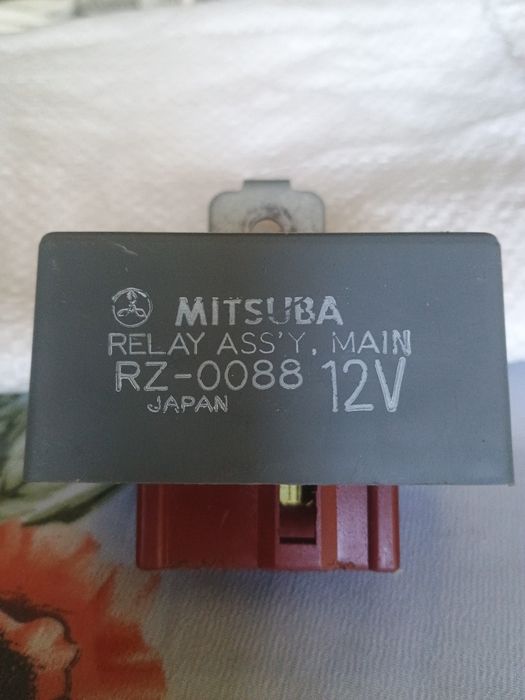 MITSUBA
RELAY ASS'Y, MAIN
RZ-0088 12V
JAPAN